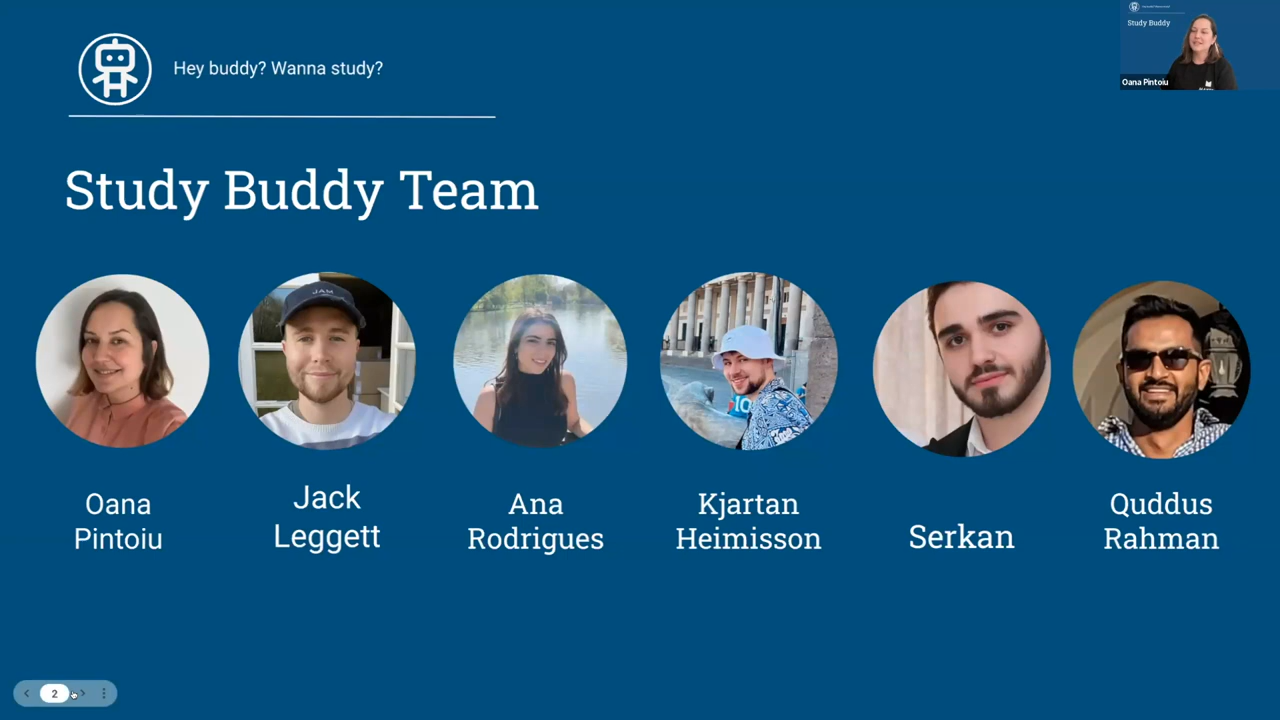 Hey buddy? Wanna study?
Study Buddy
Oana Pintoiu
Study Buddy Team
JAM
Oana
Pintoiu
Jack
Leggett
Ana
Rodrigues
Kjartan
Heimisson
Serkan
Quddus
Rahman
2